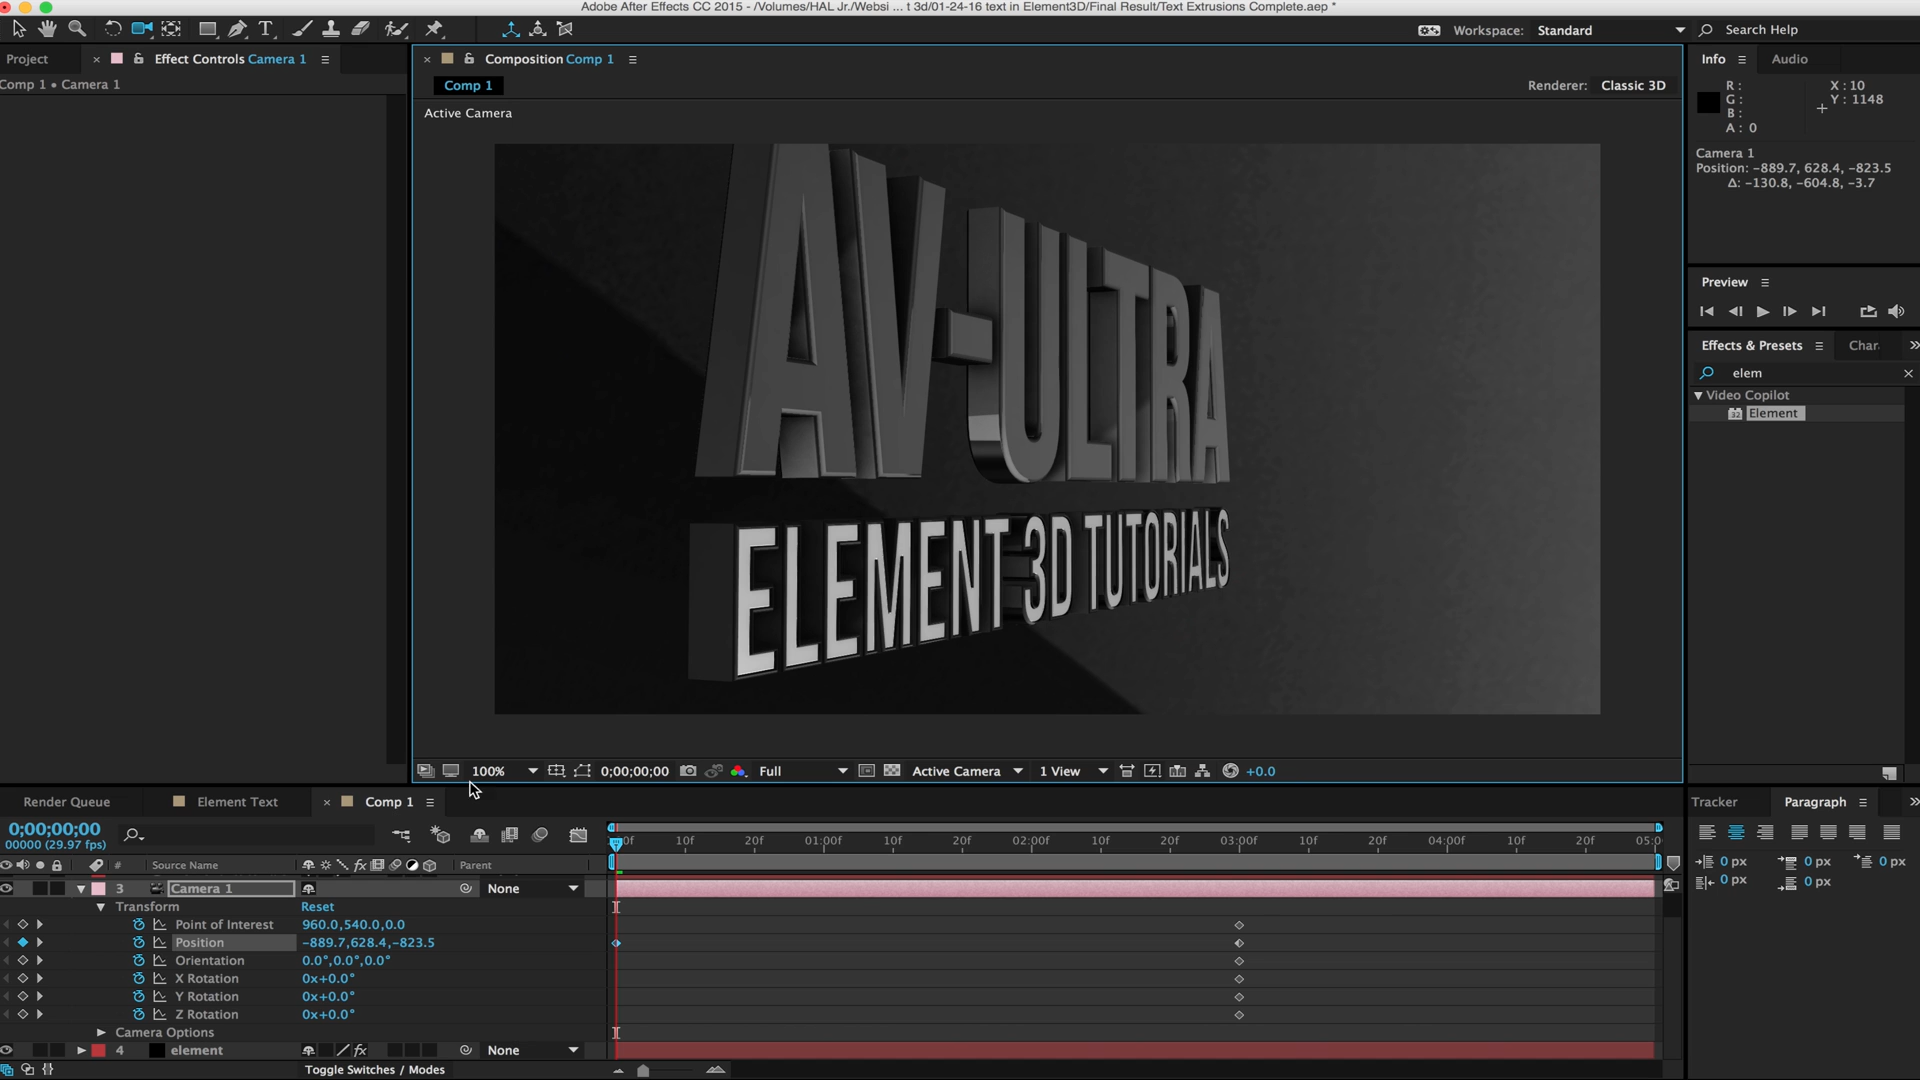 Adobe After Effects CC 2015 - /Volumes/HAL Jr./Websi ... t 3d/01-24-16 text in Element3D/Final Result/Text Extrusions Complete.aep *
Workspace: Standard
Search Help
Project
Effect Controls Camera 1
Comp 1 • Camera 1
Composition Comp 1
Comp 1
Renderer: Classic 3D
Active Camera
AV-ULTRA
ELEMENT 3D TUTORIALS
100%
0;00;00;00
Full
Active Camera
1 View
+0.0
Info
Audio
R :
G :
B :
A : 0
X : 10
Y : 1148
Camera 1
Position: -889.7, 628.4, -823.5
Δ: -130.8, -604.8, -3.7
Preview
Effects & Presets
Char
elem
Video Copilot
32
Element
Render Queue
Element Text
Comp 1
0;00;00;00
00000 (29.97 fps)
# Source Name
fx
Parent
0f 10f 20f 01:00f 10f 20f 02:00f 10f 20f 03:00f 10f 20f 04:00f 10f 20f 05:0
3 Camera 1
None
Transform Reset
Point of Interest 960.0,540.0,0.0
Position -889.7,628.4,-823.5
Orientation 0.0°,0.0°,0.0°
X Rotation 0x+0.0°
Y Rotation 0x+0.0°
Z Rotation 0x+0.0°
Camera Options
4 element
fx
None
Toggle Switches / Modes
Tracker
Paragraph
0 px 0 px 0 px
0 px 0 px